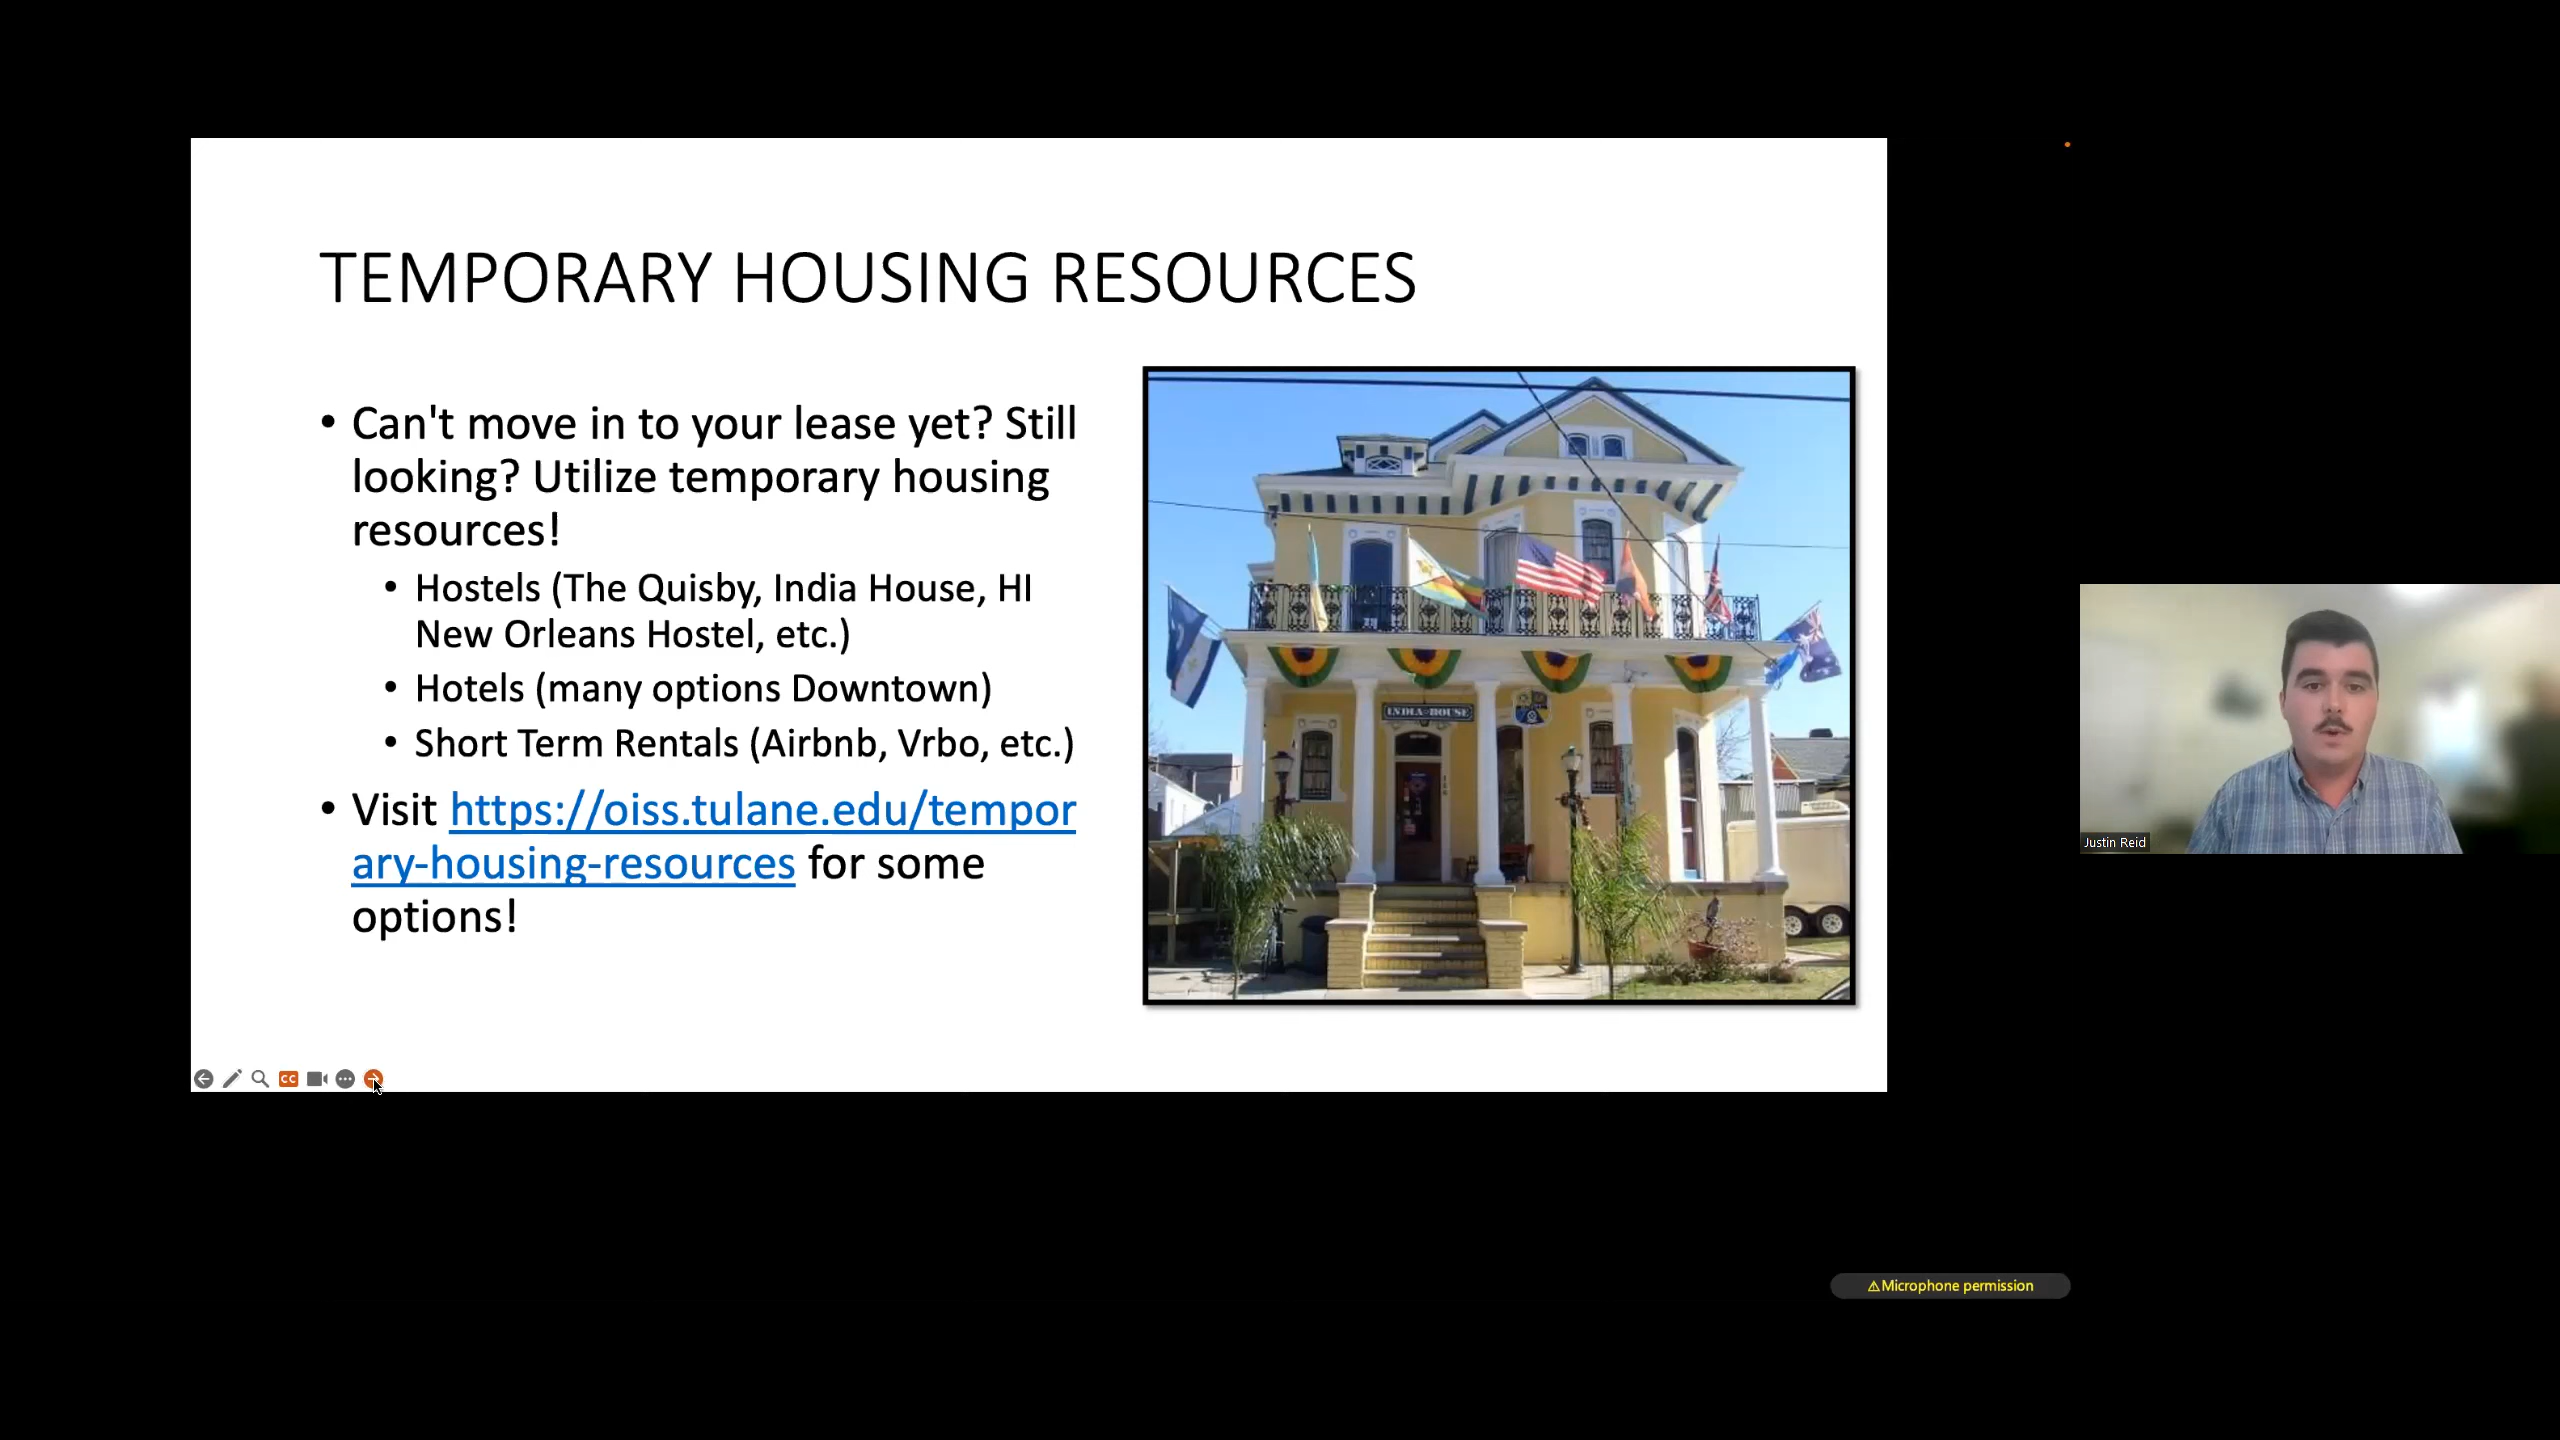 TEMPORARY HOUSING RESOURCES
• Can't move in to your lease yet? Still
looking? Utilize temporary housing
resources!
• Hostels (The Quisby, India House, HI
New Orleans Hostel, etc.)
• Hotels (many options Downtown)
• Short Term Rentals (Airbnb, Vrbo, etc.)
• Visit https://oiss.tulane.edu/tempor
ary-housing-resources for some
options!
INDIA HOUSE
CC
Justin Reid
⚠Microphone permission